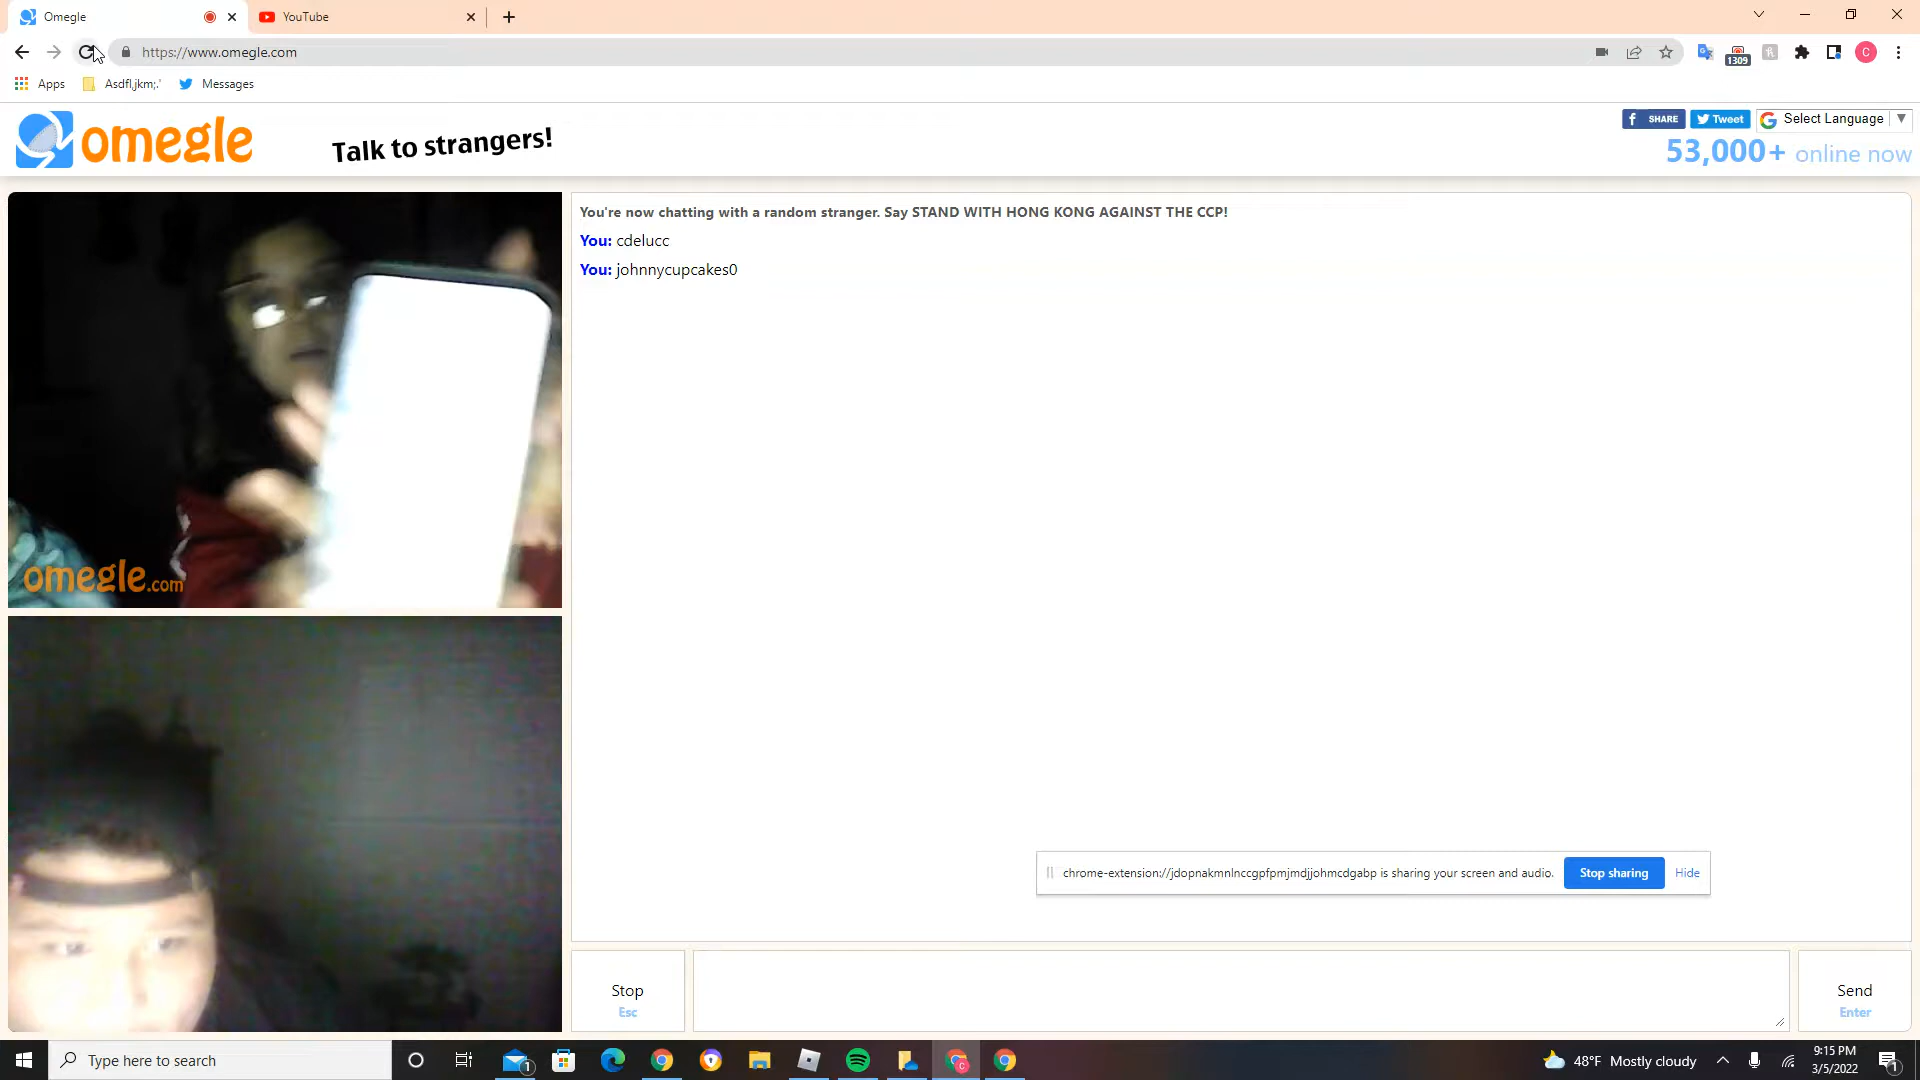 Omegle
YouTube
https://www.omegle.com
1309
C
Apps
Asdfl,jkm;.'
Messages
omegle
Talk to strangers!
SHARE
Tweet
Select Language
53,000+ online now
You're now chatting with a random stranger. Say STAND WITH HONG KONG AGAINST THE CCP!
You: cdelucc
You: johnnycupcakes0
omegle.com
chrome-extension://jdopnakmnlnccgpfpmjmdjjohmcdgabp is sharing your screen and audio.
Stop sharing
Hide
Stop
Esc
Send
Enter
Type here to search
1
48°F Mostly cloudy
9:15 PM
3/5/2022
1